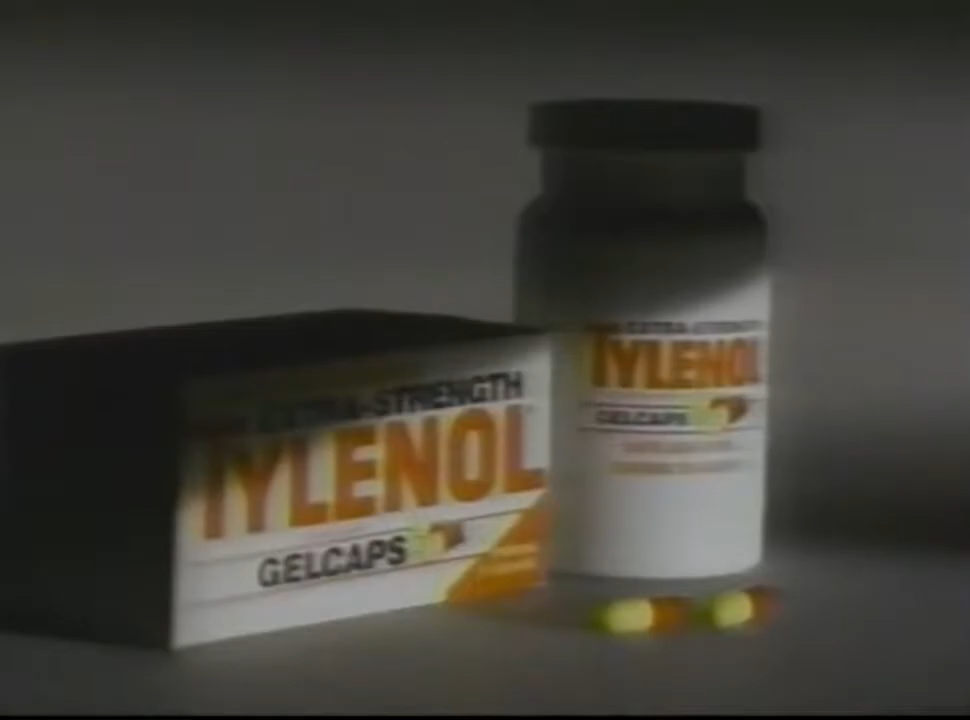 EXTRA-STRENGTH
TYLENOL
GELCAPS
EXTRA-STRENGTH
TYLENOL
GELCAPS